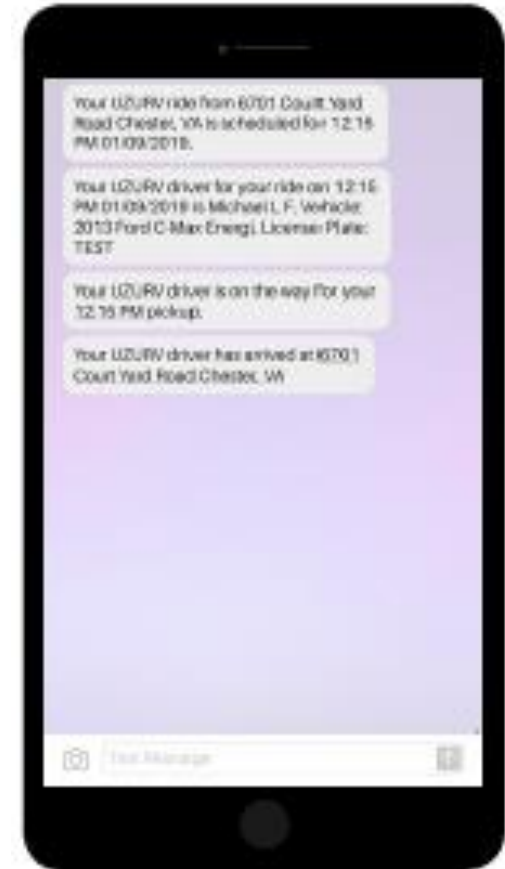 Your UZURV ride from 6701 Court Yard
Road Chester, VA is scheduled for 12:15
PM 01/09/2018.
Your UZURV driver for your ride on 12:15
PM 01/09/2018 is Michael L. F. Vehicle:
2013 Ford C-Max Energi, License Plate:
TEST
Your UZURV driver is on the way for your
12:15 PM pickup.
Your UZURV driver has arrived at 6701
Court Yard Road Chester, VA
Text Message